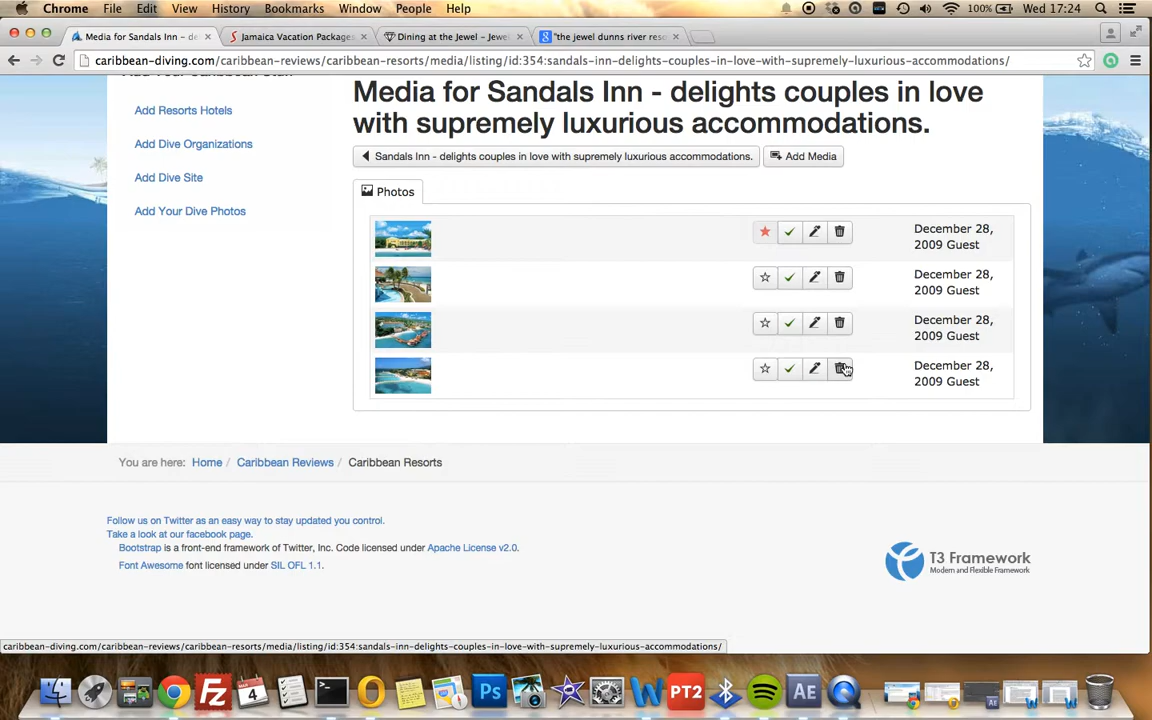 Chrome File Edit View History Bookmarks Window People Help 100% Wed 17:24
Media for Sandals Inn - de Jamaica Vacation Packages Dining at the Jewel - Jewel "the jewel dunns river reso
caribbean-diving.com/caribbean-reviews/caribbean-resorts/media/listing/id:354:sandals-inn-delights-couples-in-love-with-supremely-luxurious-accommodations/
Add Resorts Hotels
Add Dive Organizations
Add Dive Site
Add Your Dive Photos
Media for Sandals Inn - delights couples in love
with supremely luxurious accommodations.
Sandals Inn - delights couples in love with supremely luxurious accommodations. Add Media
Photos
December 28,
2009 Guest
December 28,
2009 Guest
December 28,
2009 Guest
December 28,
2009 Guest
You are here: Home / Caribbean Reviews / Caribbean Resorts
Follow us on Twitter as an easy way to stay updated you control.
Take a look at our facebook page.
Bootstrap is a front-end framework of Twitter, Inc. Code licensed under Apache License v2.0.
Font Awesome font licensed under SIL OFL 1.1.
T3 Framework
Modern and Flexible Framework
caribbean-diving.com/caribbean-reviews/caribbean-resorts/media/listing/id:354:sandals-inn-delights-couples-in-love-with-supremely-luxurious-accommodations/
Fz MAR 4 Ps W PT2 AE